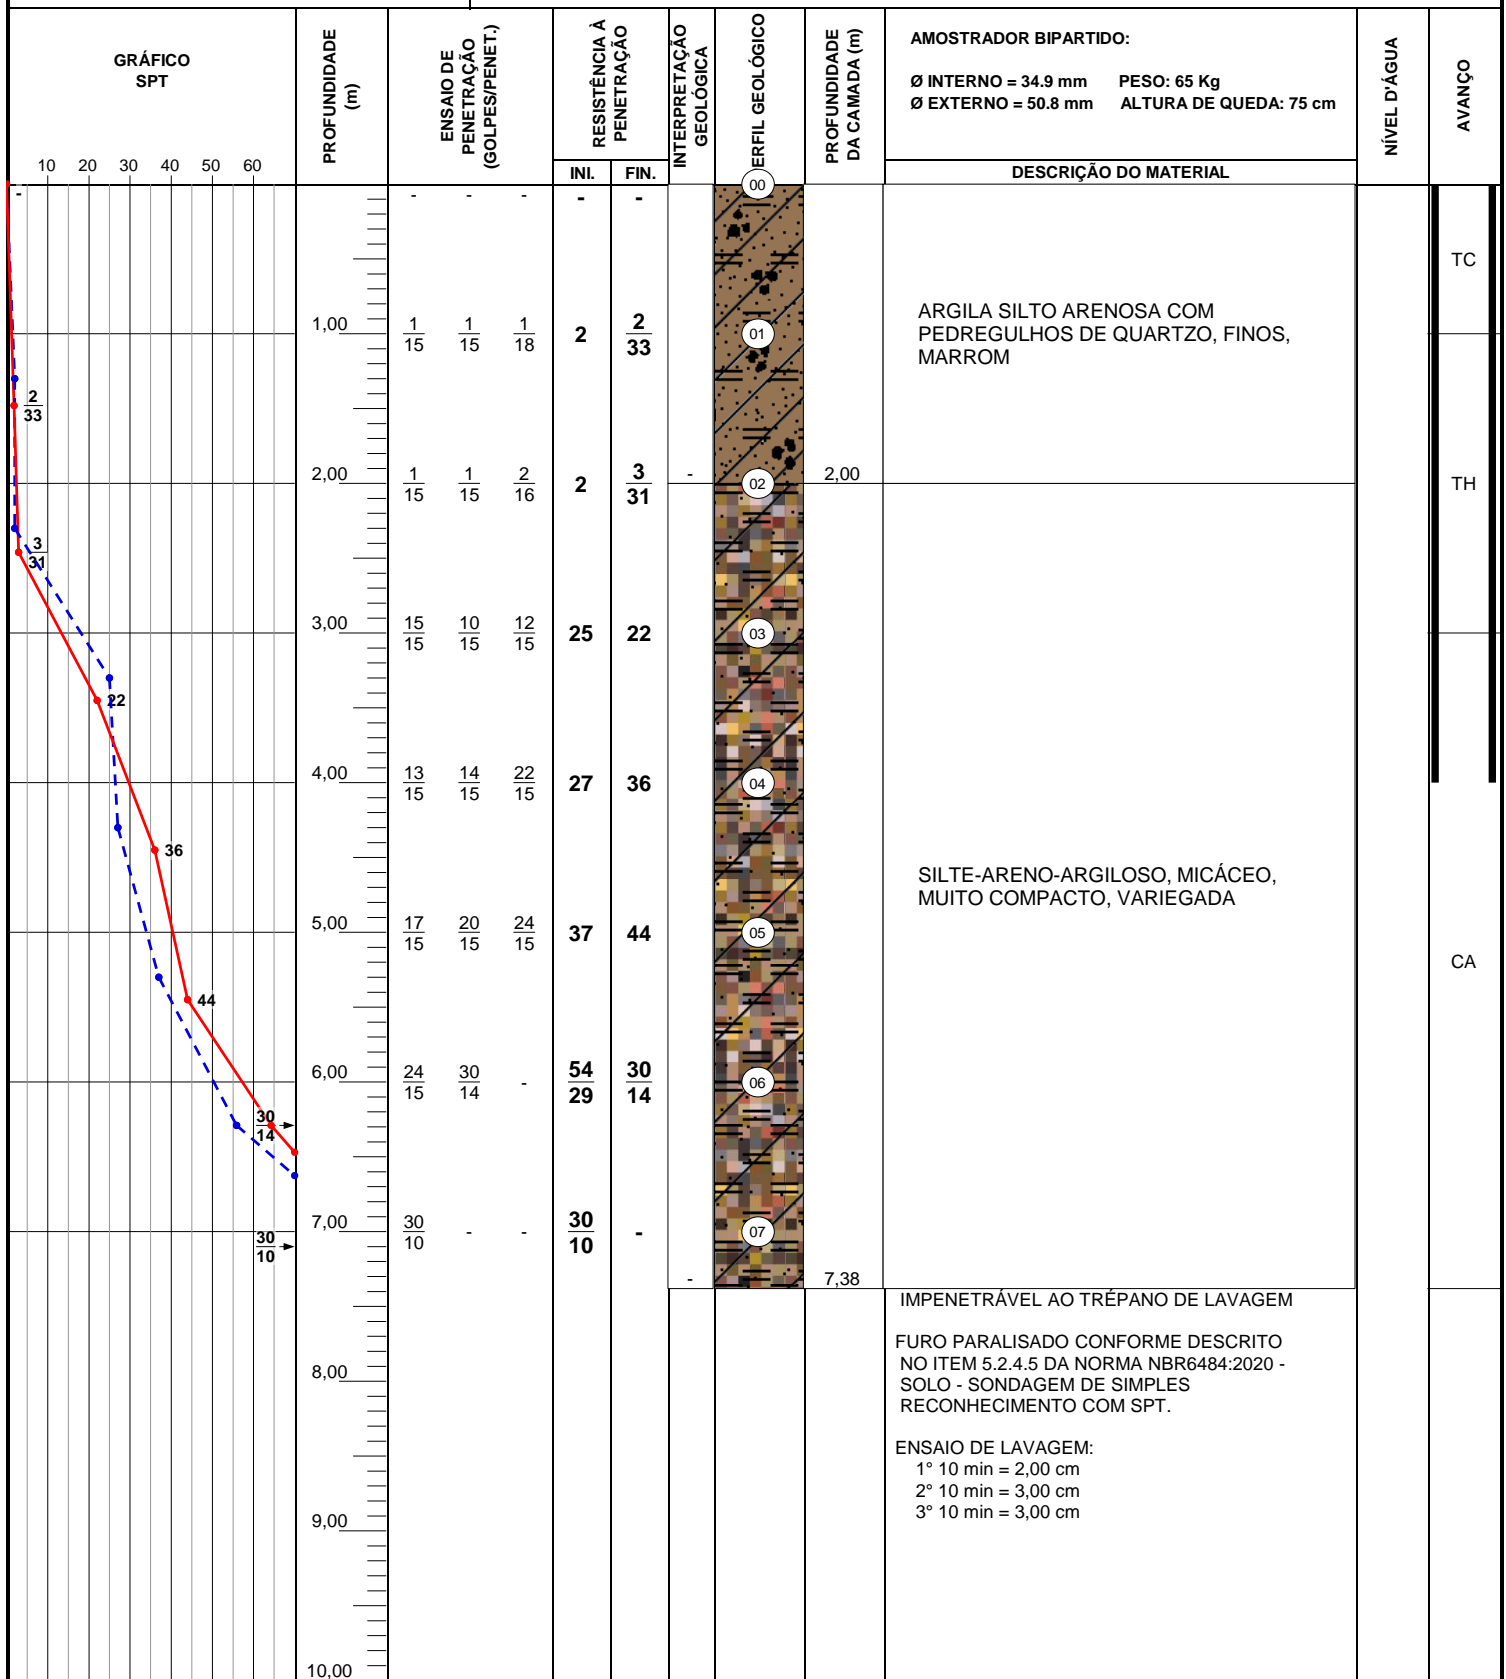 GRÁFICO
SPT
10 20 30 40 50 60
PROFUNDIDADE
(m)
ENSAIO DE
PENETRAÇÃO
(GOLPES/PENET.)
RESISTÊNCIA À
PENETRAÇÃO
INI. FIN.
INTERPRETAÇÃO
GEOLÓGICA
ERFIL GEOLÓGICO
PROFUNDIDADE
DA CAMADA (m)
AMOSTRADOR BIPARTIDO:
Ø INTERNO = 34.9 mm PESO: 65 Kg
Ø EXTERNO = 50.8 mm ALTURA DE QUEDA: 75 cm
DESCRIÇÃO DO MATERIAL
NÍVEL D'ÁGUA
AVANÇO
- - - - - - 00
TC
1,00 1/15 1/15 1/18 2 2/33 01
ARGILA SILTO ARENOSA COM
PEDREGULHOS DE QUARTZO, FINOS,
MARROM
2/33
2,00 1/15 1/15 2/16 2 3/31 - 02 2,00
TH
3/31
3,00 15/15 10/15 12/15 25 22 03
22
4,00 13/15 14/15 22/15 27 36 04
36
SILTE-ARENO-ARGILOSO, MICÁCEO,
MUITO COMPACTO, VARIEGADA
5,00 17/15 20/15 24/15 37 44 05
CA
44
6,00 24/15 30/14 - 54/29 30/14 06
30/14
7,00 30/10 - - 30/10 - 07
30/10
- 7,38
IMPENETRÁVEL AO TRÉPANO DE LAVAGEM
FURO PARALISADO CONFORME DESCRITO
NO ITEM 5.2.4.5 DA NORMA NBR6484:2020 -
SOLO - SONDAGEM DE SIMPLES
RECONHECIMENTO COM SPT.
8,00
ENSAIO DE LAVAGEM:
1° 10 min = 2,00 cm
2° 10 min = 3,00 cm
3° 10 min = 3,00 cm
9,00
10,00